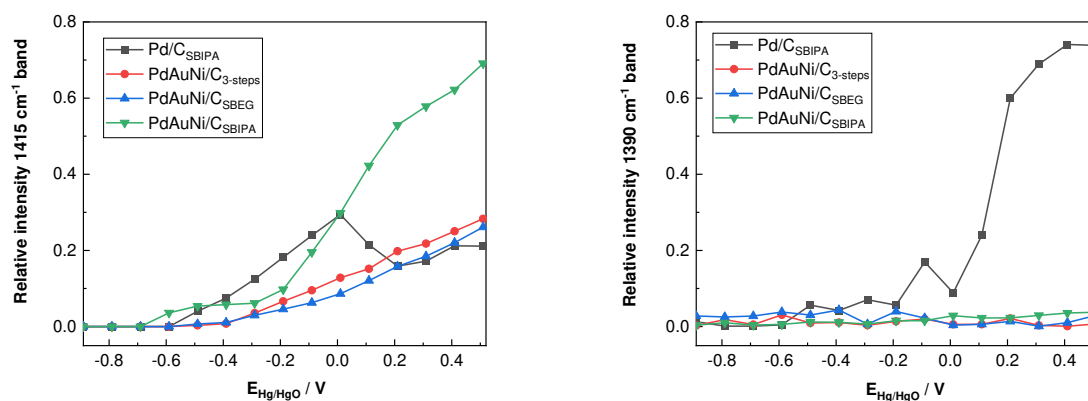 Relative intensity 1415 cm⁻¹ band
0.8
0.6
0.4
0.2
0.0
Pd/C_SBIPA
PdAuNi/C_3-steps
PdAuNi/C_SBEG
PdAuNi/C_SBIPA
-0.8 -0.6 -0.4 -0.2 0.0 0.2 0.4
E_Hg/HgO / V
Relative intensity 1390 cm⁻¹ band
0.8
0.6
0.4
0.2
0.0
Pd/C_SBIPA
PdAuNi/C_3-steps
PdAuNi/C_SBEG
PdAuNi/C_SBIPA
-0.8 -0.6 -0.4 -0.2 0.0 0.2 0.4
E_Hg/HgO / V